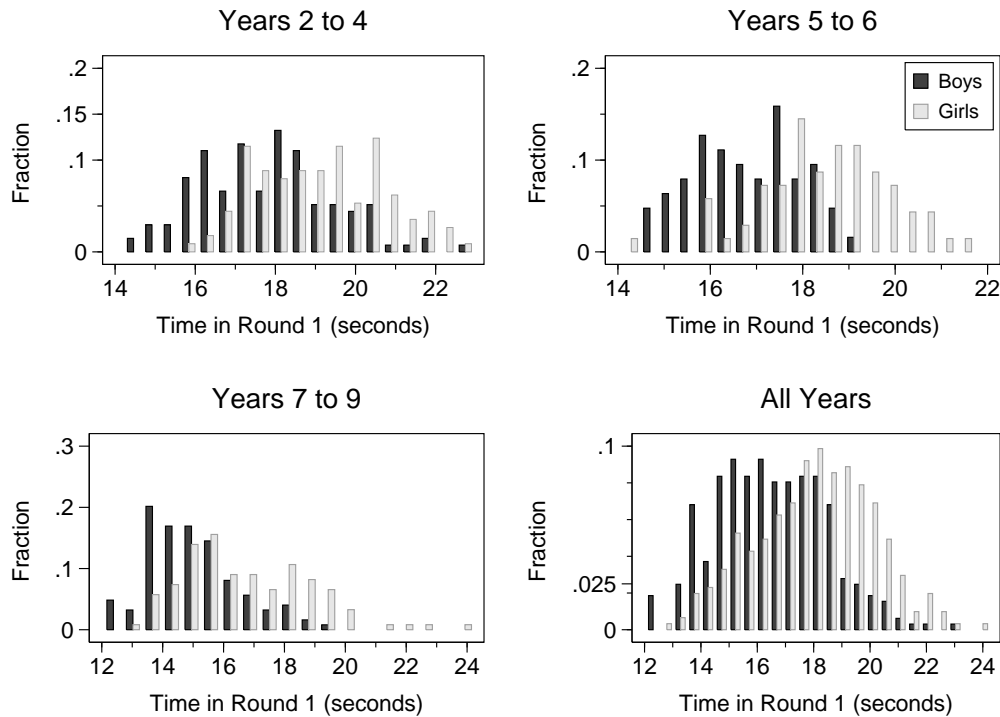 Years 2 to 4
Fraction
.2
.15
.1
.05
0
14 16 18 20 22
Time in Round 1 (seconds)
Years 5 to 6
Fraction
.2
.1
0
14 16 18 20 22
Time in Round 1 (seconds)
Boys
Girls
Years 7 to 9
Fraction
.3
.2
.1
0
12 14 16 18 20 22 24
Time in Round 1 (seconds)
All Years
Fraction
.1
.025
0
12 14 16 18 20 22 24
Time in Round 1 (seconds)